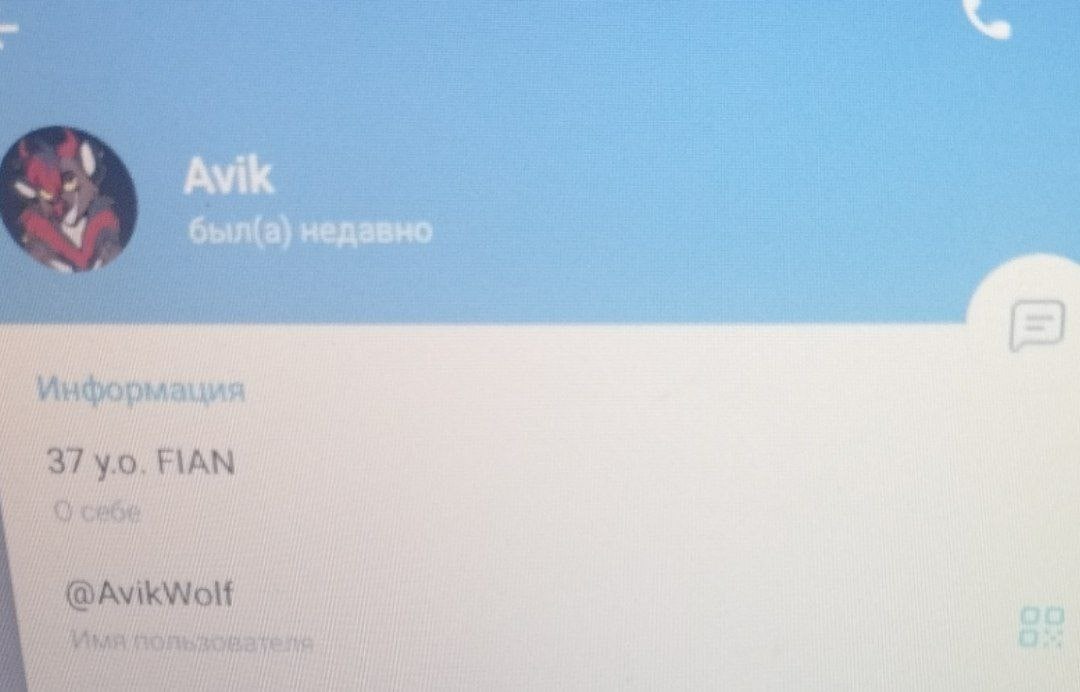 Avik
был(а) недавно
Информация
37 y.o. FIAN
О себе
@AvikWolf
Имя пользователя